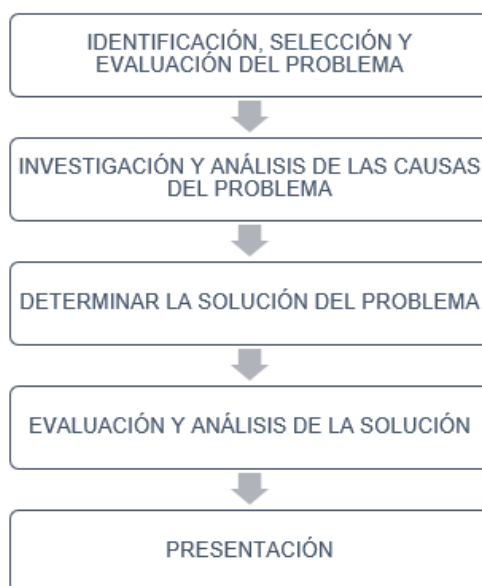 IDENTIFICACIÓN, SELECCIÓN Y
EVALUACIÓN DEL PROBLEMA
INVESTIGACIÓN Y ANÁLISIS DE LAS CAUSAS
DEL PROBLEMA
DETERMINAR LA SOLUCIÓN DEL PROBLEMA
EVALUACIÓN Y ANÁLISIS DE LA SOLUCIÓN
PRESENTACIÓN